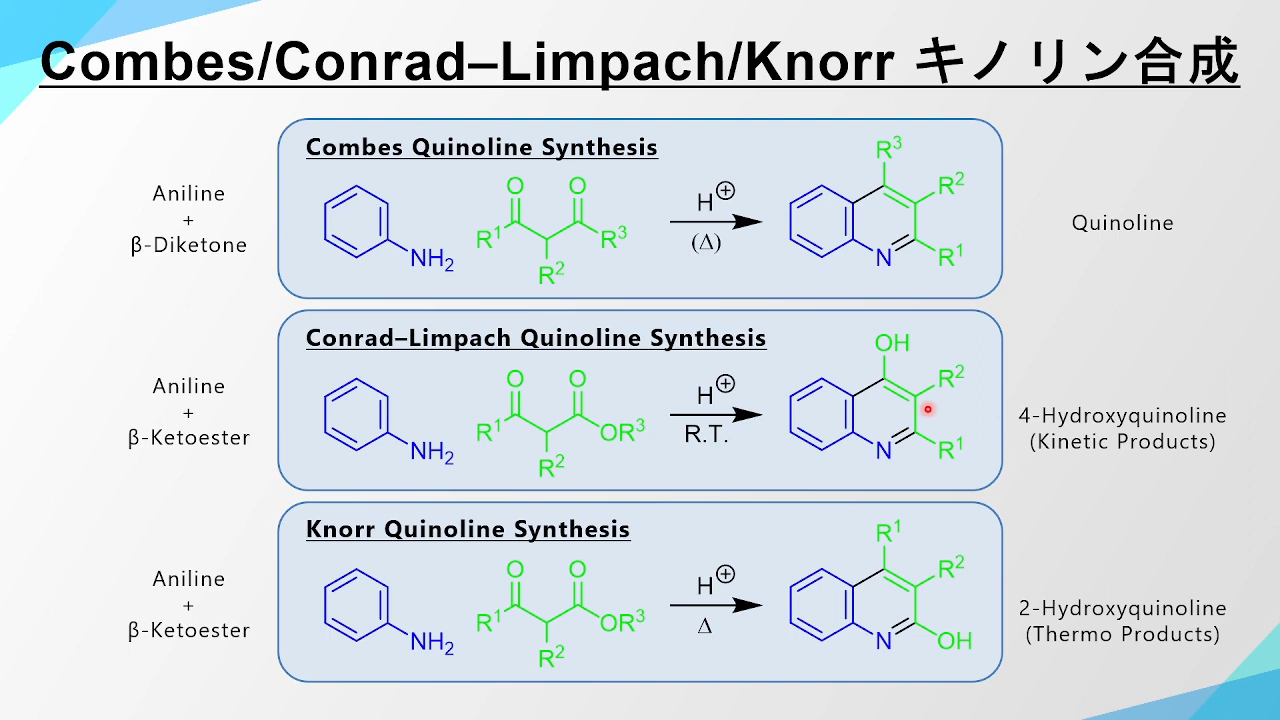 Combes/Conrad–Limpach/Knorr キノリン合成
Combes Quinoline Synthesis
Aniline
+
β-Diketone
NH2
O O
R1 R3
R2
H⊕
(Δ)
R3
R2
N R1
Quinoline
Conrad–Limpach Quinoline Synthesis
Aniline
+
β-Ketoester
NH2
O O
R1 OR3
R2
H⊕
R.T.
OH
R2
N R1
4-Hydroxyquinoline
(Kinetic Products)
Knorr Quinoline Synthesis
Aniline
+
β-Ketoester
NH2
O O
R1 OR3
R2
H⊕
Δ
R1
R2
N OH
2-Hydroxyquinoline
(Thermo Products)